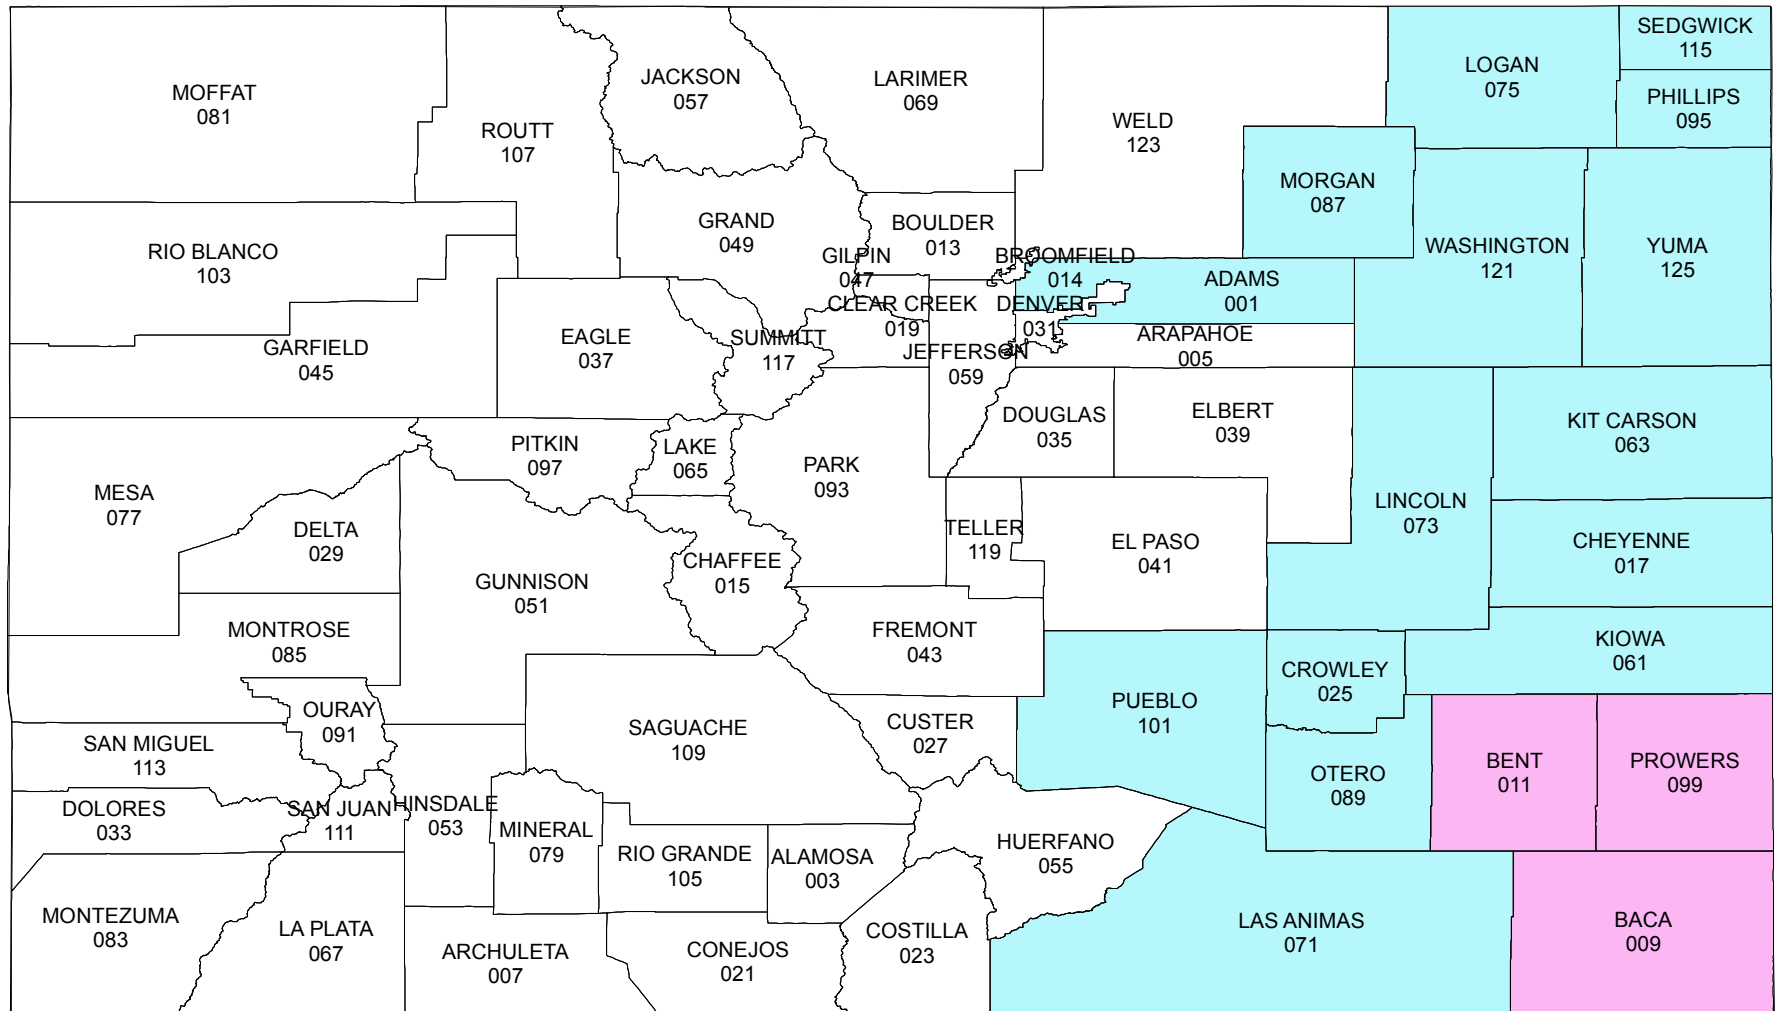 MOFFAT
081
ROUTT
107
JACKSON
057
LARIMER
069
WELD
123
LOGAN
075
SEDGWICK
115
PHILLIPS
095
MORGAN
087
WASHINGTON
121
YUMA
125
RIO BLANCO
103
GRAND
049
BOULDER
013
GILPIN
047
BROOMFIELD
014
ADAMS
001
CLEAR CREEK
019
DENVER
031
ARAPAHOE
005
GARFIELD
045
EAGLE
037
SUMMITT
117
JEFFERSON
059
DOUGLAS
035
ELBERT
039
KIT CARSON
063
PITKIN
097
LAKE
065
PARK
093
MESA
077
DELTA
029
LINCOLN
073
TELLER
119
EL PASO
041
CHEYENNE
017
GUNNISON
051
CHAFFEE
015
MONTROSE
085
FREMONT
043
KIOWA
061
CROWLEY
025
OURAY
091
SAGUACHE
109
CUSTER
027
PUEBLO
101
SAN MIGUEL
113
OTERO
089
BENT
011
PROWERS
099
DOLORES
033
SAN JUAN
111
HINSDALE
053
MINERAL
079
RIO GRANDE
105
ALAMOSA
003
HUERFANO
055
MONTEZUMA
083
LA PLATA
067
ARCHULETA
007
CONEJOS
021
COSTILLA
023
LAS ANIMAS
071
BACA
009